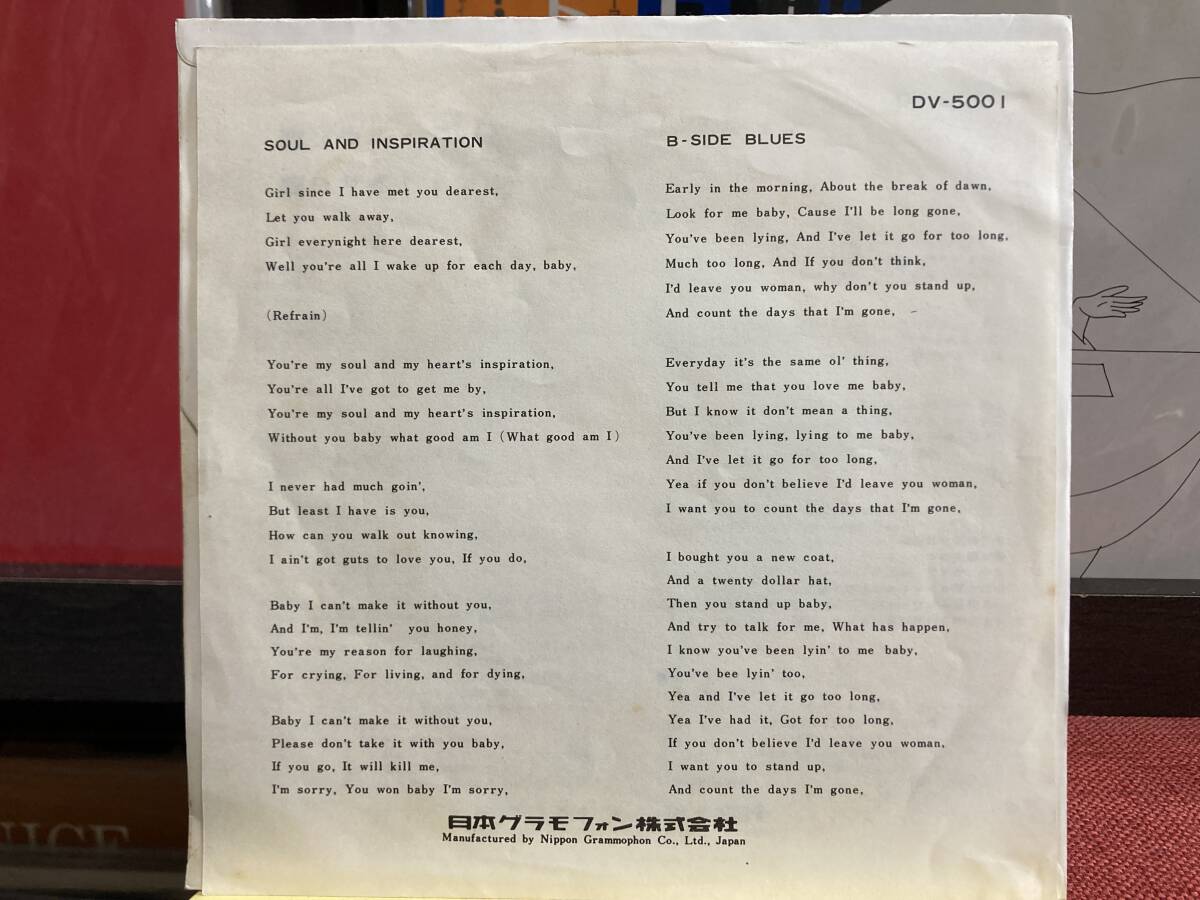 DV-5001
SOUL AND INSPIRATION
Girl since I have met you dearest,
Let you walk away,
Girl everynight here dearest,
Well you're all I wake up for each day, baby,
(Refrain)
You're my soul and my heart's inspiration,
You're all I've got to get me by,
You're my soul and my heart's inspiration,
Without you baby what good am I (What good am I)
I never had much goin',
But least I have is you,
How can you walk out knowing,
I ain't got guts to love you, If you do,
Baby I can't make it without you,
And I'm, I'm tellin' you honey,
You're my reason for laughing,
For crying, For living, and for dying,
Baby I can't make it without you,
Please don't take it with you baby,
If you go, It will kill me,
I'm sorry, You won baby I'm sorry,
B-SIDE BLUES
Early in the morning, About the break of dawn,
Look for me baby, Cause I'll be long gone,
You've been lying, And I've let it go for too long,
Much too long, And If you don't think,
I'd leave you woman, why don't you stand up,
And count the days that I'm gone,
Everyday it's the same ol' thing,
You tell me that you love me baby,
But I know it don't mean a thing,
You've been lying, lying to me baby,
And I've let it go for too long,
Yea if you don't believe I'd leave you woman,
I want you to count the days that I'm gone,
I bought you a new coat,
And a twenty dollar hat,
Then you stand up baby,
And try to talk for me, What has happen,
I know you've been lyin' to me baby,
You've bee lyin' too,
Yea and I've let it go too long,
Yea I've had it, Got for too long,
If you don't believe I'd leave you woman,
I want you to stand up,
And count the days I'm gone,
日本グラモフォン株式会社
Manufactured by Nippon Grammophon Co., Ltd., Japan